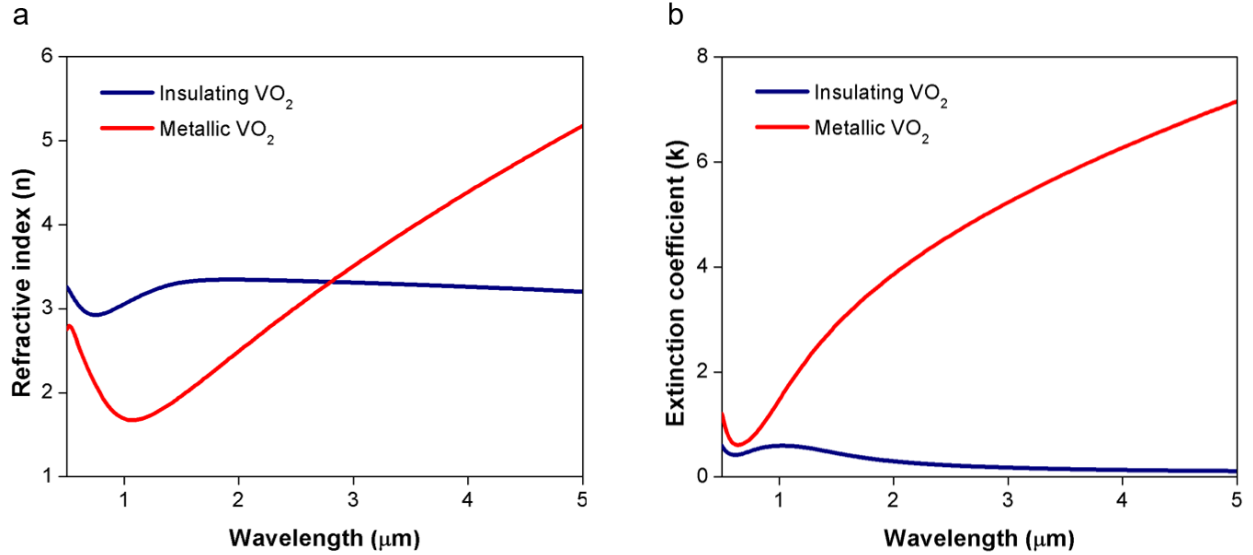 a
Refractive index (n)
6
5
4
3
2
1
Insulating VO₂
Metallic VO₂
1
2
3
4
5
Wavelength (μm)
b
Extinction coefficient (k)
8
6
4
2
0
Insulating VO₂
Metallic VO₂
1
2
3
4
5
Wavelength (μm)